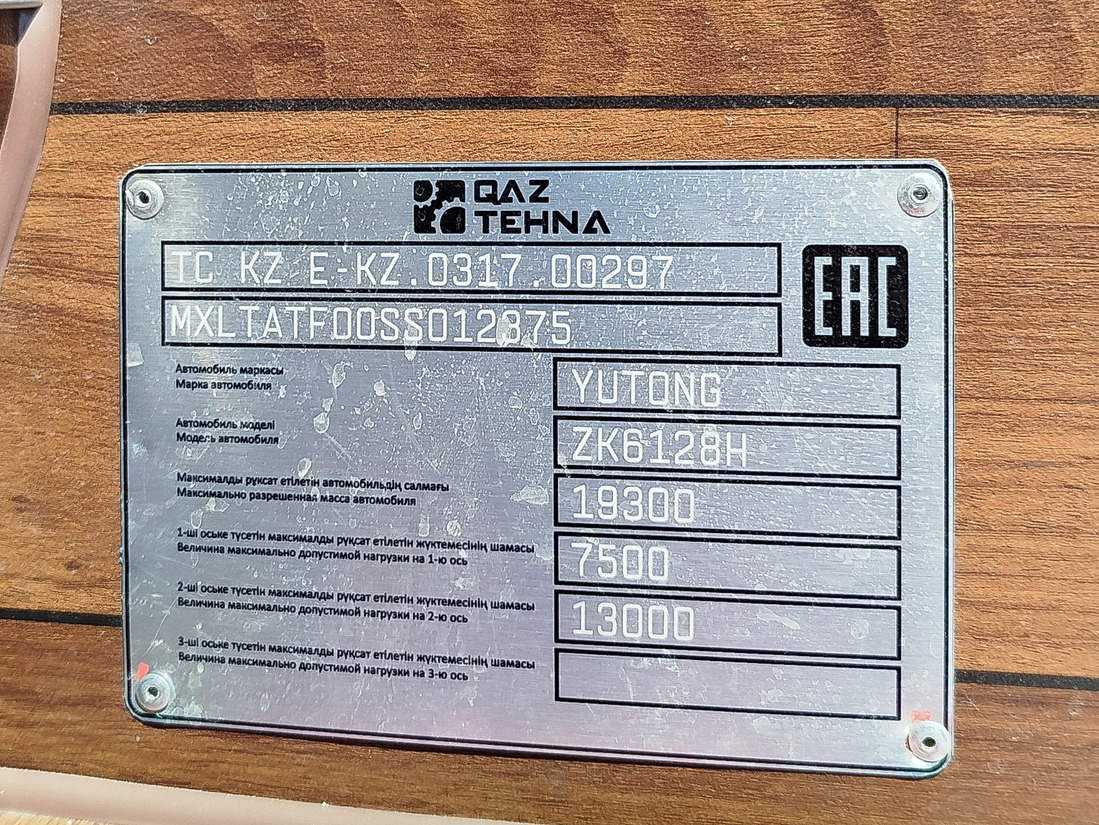 QAZ
TEHNA
TC KZ E-KZ.0317.00297
MXLTATF00SS012875
EAC
Автомобиль маркасы
Марка автомобиля
YUTONG
Автомобиль моделі
Модель автомобиля
ZK6128H
Максималды рұқсат етілетін автомобильдің салмағы
Максимально разрешенная масса автомобиля
19300
1-ші оське түсетін максималды рұқсат етілетін жүктемесінің шамасы
Величина максимально допустимой нагрузки на 1-ю ось
7500
2-ші оське түсетін максималды рұқсат етілетін жүктемесінің шамасы
Величина максимально допустимой нагрузки на 2-ю ось
13000
3-ші оське түсетін максималды рұқсат етілетін жүктемесінің шамасы
Величина максимально допустимой нагрузки на 3-ю ось